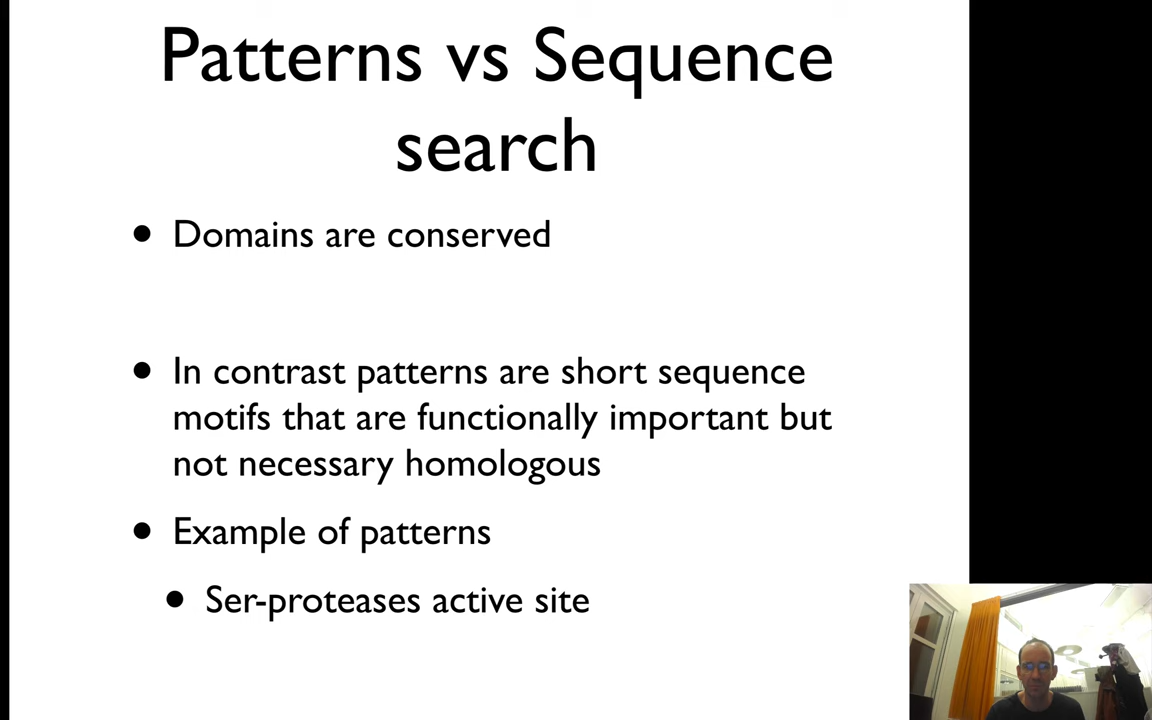 Patterns vs Sequence
search
• Domains are conserved
• In contrast patterns are short sequence
motifs that are functionally important but
not necessary homologous
• Example of patterns
• Ser-proteases active site